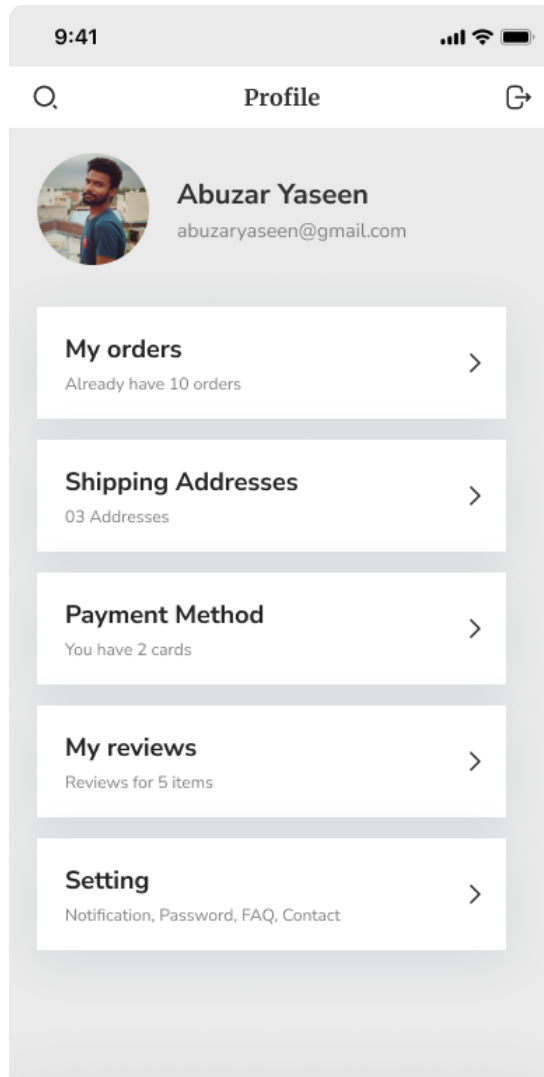 9:41
Profile
Abuzar Yaseen
abuzaryaseen@gmail.com
My orders
Already have 10 orders
Shipping Addresses
03 Addresses
Payment Method
You have 2 cards
My reviews
Reviews for 5 items
Setting
Notification, Password, FAQ, Contact